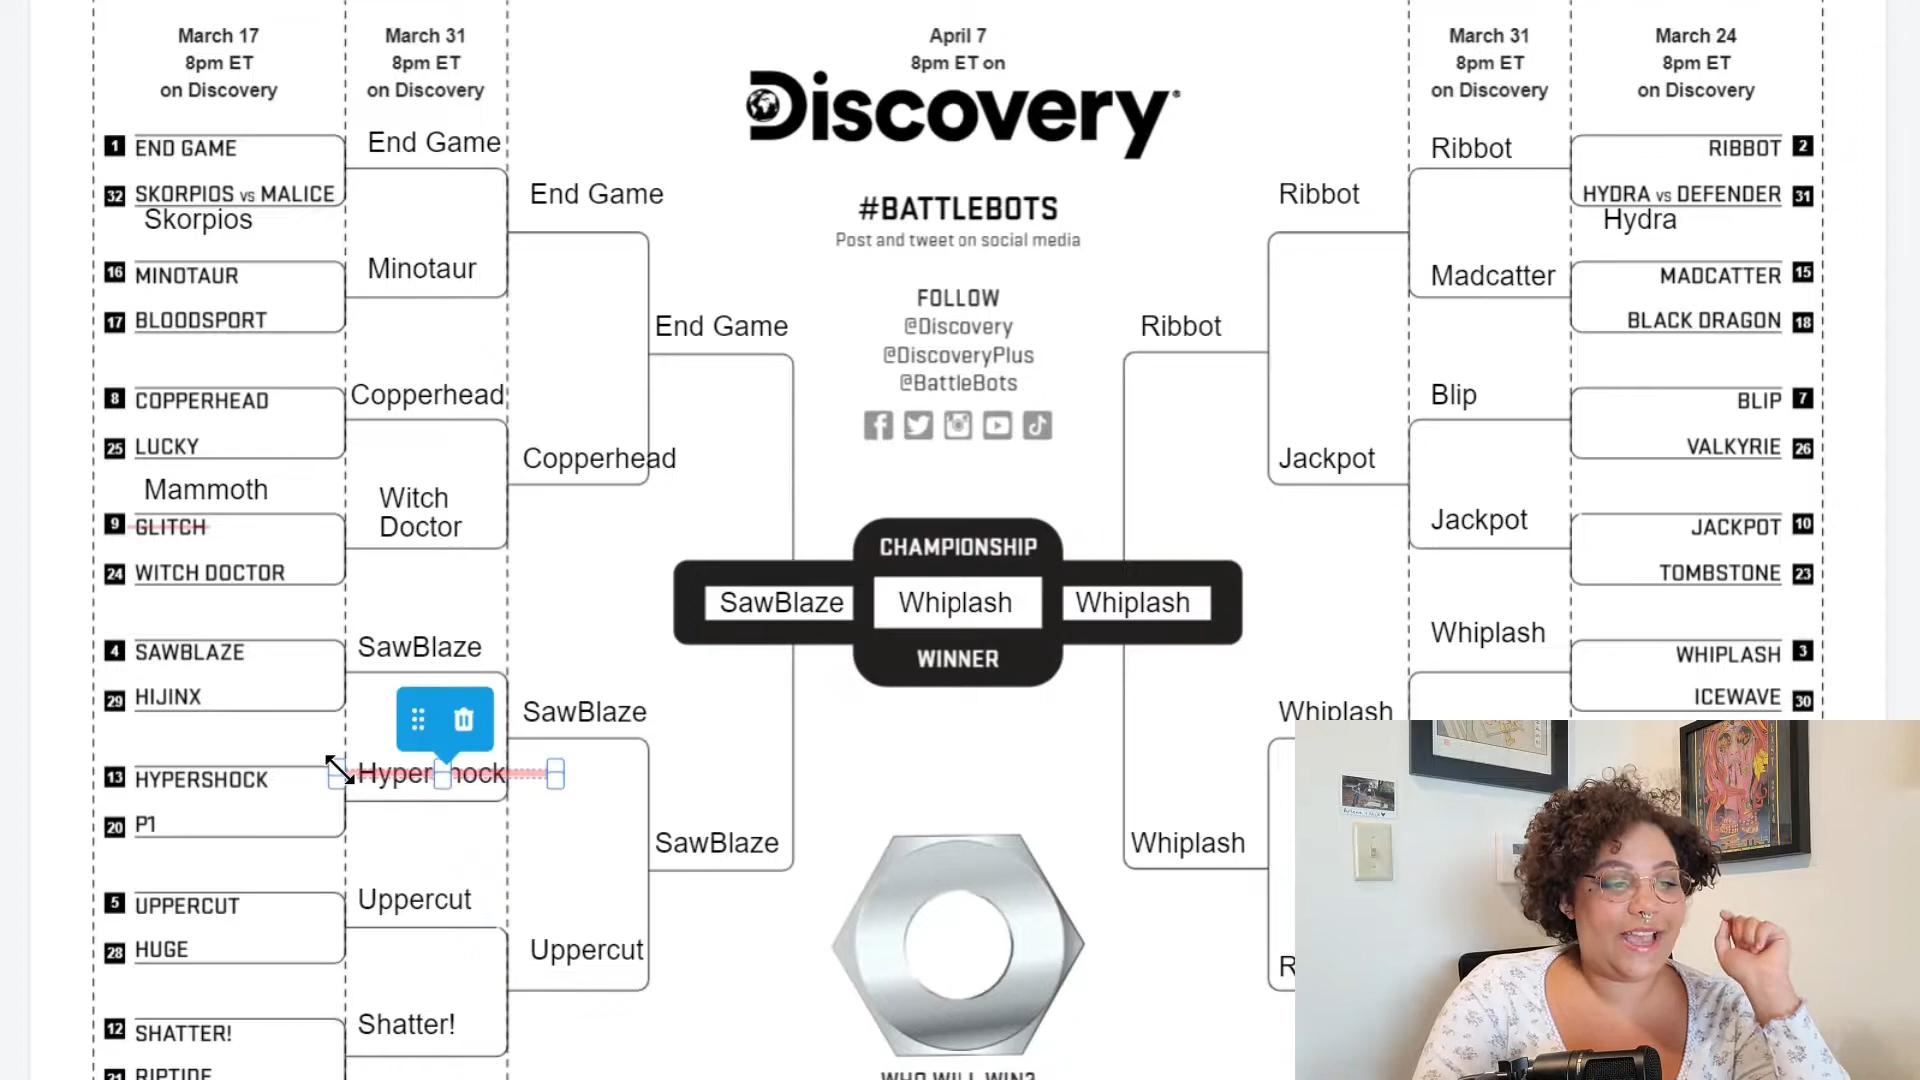 March 17
8pm ET
on Discovery
March 31
8pm ET
on Discovery
April 7
8pm ET on
Discovery
March 31
8pm ET
on Discovery
March 24
8pm ET
on Discovery
1 END GAME
32 SKORPIOS vs MALICE
Skorpios
16 MINOTAUR
17 BLOODSPORT
8 COPPERHEAD
25 LUCKY
Mammoth
9 GLITCH
24 WITCH DOCTOR
4 SAWBLAZE
29 HIJINX
13 HYPERSHOCK
20 P1
5 UPPERCUT
28 HUGE
12 SHATTER!
21 RIPTIDE
End Game
Minotaur
Copperhead
Witch
Doctor
SawBlaze
Uppercut
Shatter!
End Game
Copperhead
SawBlaze
Uppercut
End Game
SawBlaze
#BATTLEBOTS
Post and tweet on social media
FOLLOW
@Discovery
@DiscoveryPlus
@BattleBots
CHAMPIONSHIP
SawBlaze Whiplash Whiplash
WINNER
WHO WILL WIN?
Ribbot
Whiplash
Ribbot
Jackpot
Whiplash
Ribbot
Madcatter
Blip
Jackpot
Whiplash
RIBBOT 2
HYDRA vs DEFENDER 31
Hydra
MADCATTER 15
BLACK DRAGON 18
BLIP 7
VALKYRIE 26
JACKPOT 10
TOMBSTONE 23
WHIPLASH 3
ICEWAVE 30